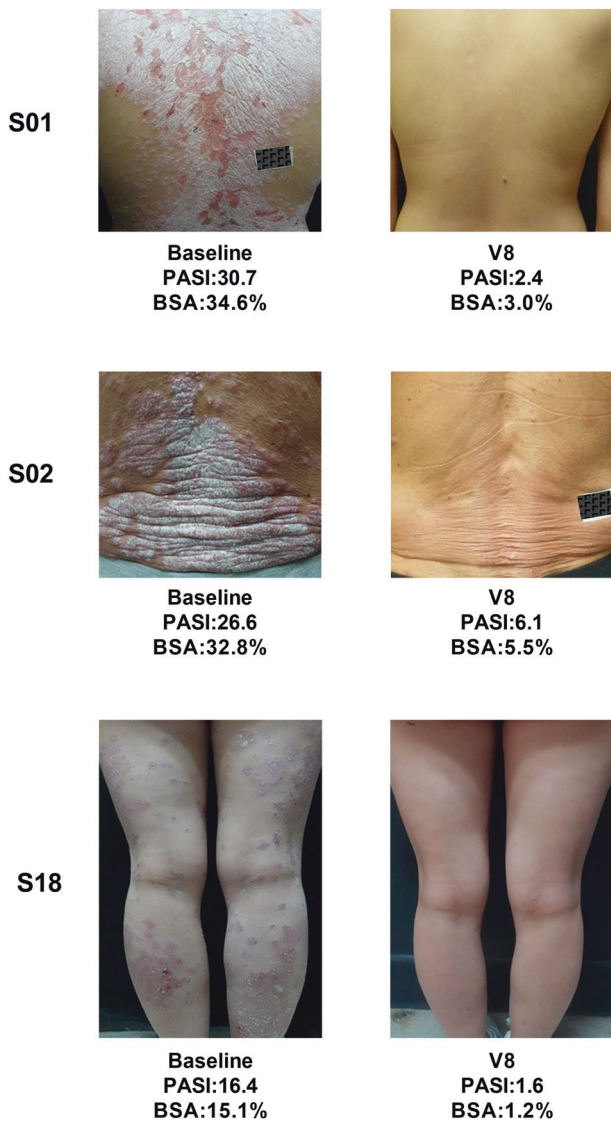 S01
Baseline
PASI:30.7
BSA:34.6%
V8
PASI:2.4
BSA:3.0%
S02
Baseline
PASI:26.6
BSA:32.8%
V8
PASI:6.1
BSA:5.5%
S18
Baseline
PASI:16.4
BSA:15.1%
V8
PASI:1.6
BSA:1.2%